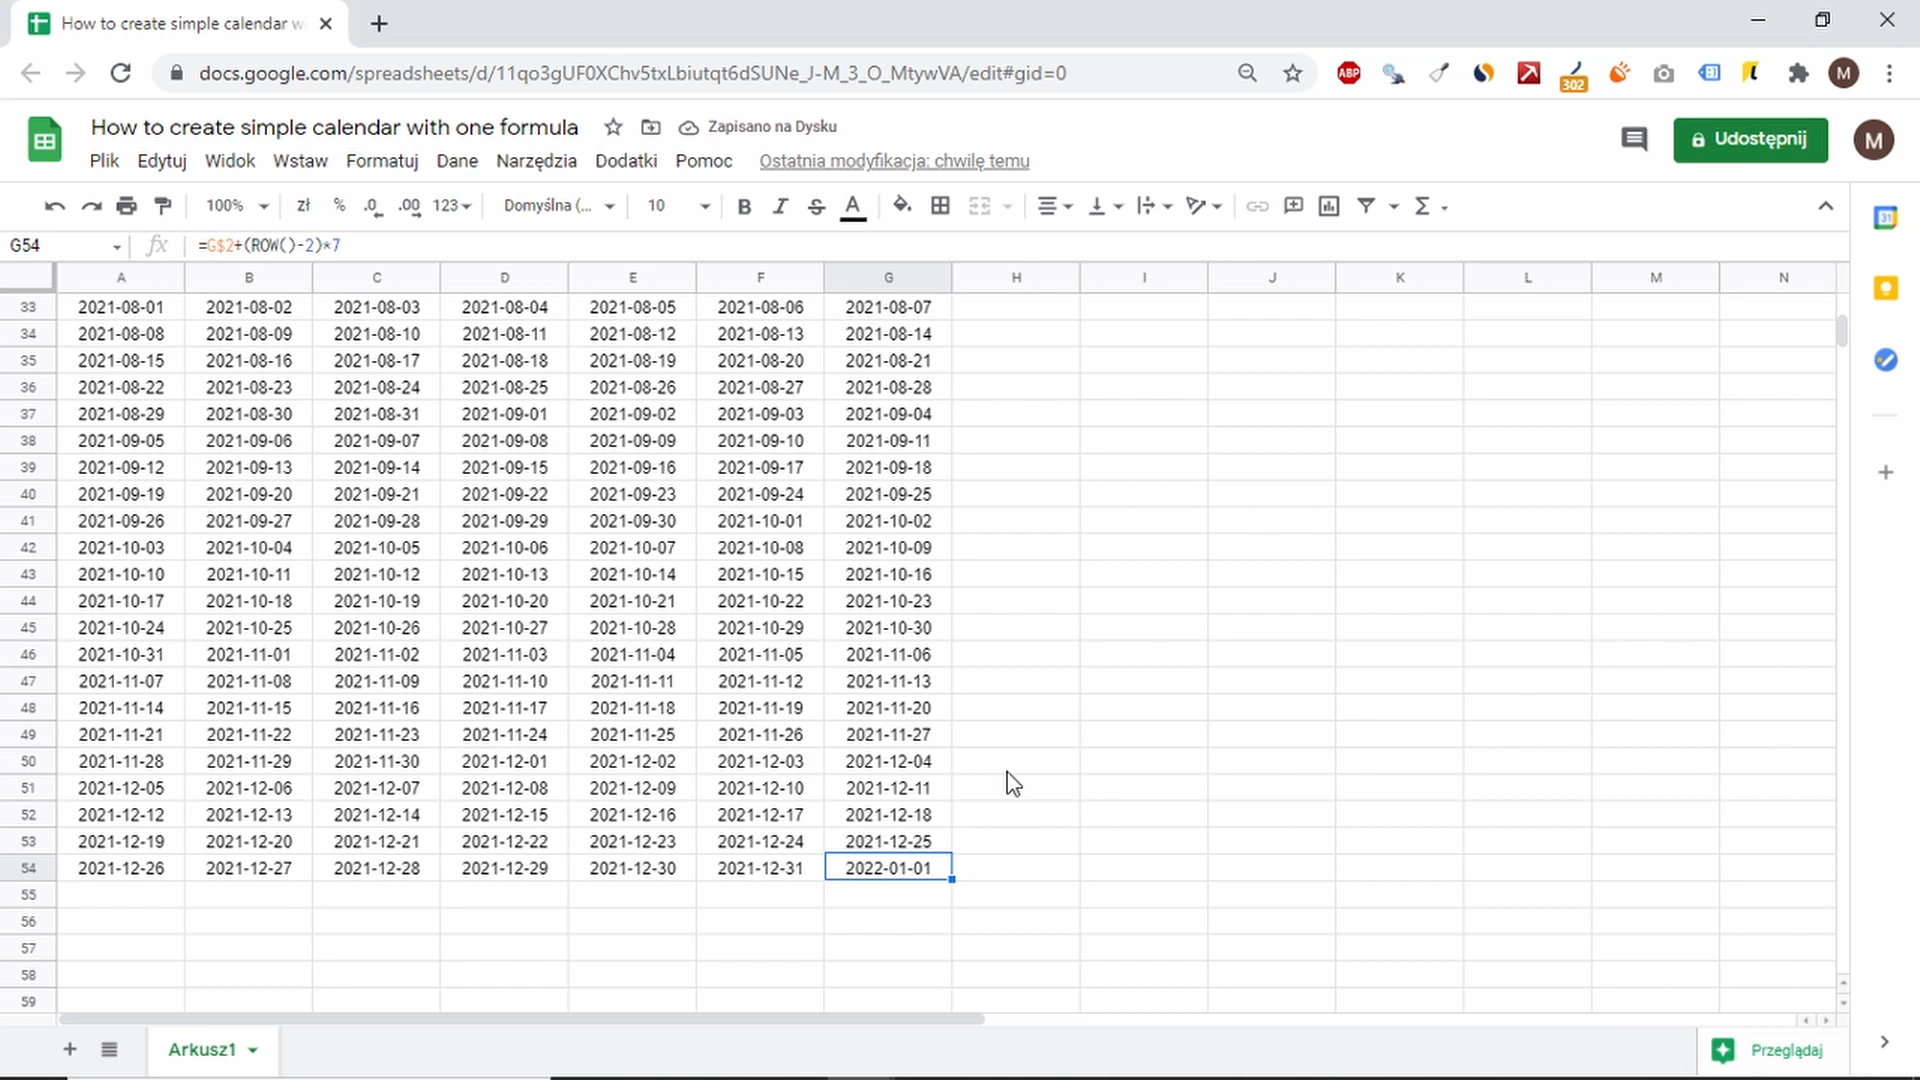 How to create simple calendar wi
docs.google.com/spreadsheets/d/11qo3gUF0XChv5txLbiutqt6dSUNe_J-M_3_O_MtywVA/edit#gid=0
ABP
302
M
How to create simple calendar with one formula
Zapisano na Dysku
Plik Edytuj Widok Wstaw Formatuj Dane Narzędzia Dodatki Pomoc Ostatnia modyfikacja: chwilę temu
Udostępnij
M
100% zł % .0 .00 123 Domyślna (... 10 B I S A Σ
31
G54 fx =G$2+(ROW()-2)*7
A B C D E F G H I J K L M N
33 2021-08-01 2021-08-02 2021-08-03 2021-08-04 2021-08-05 2021-08-06 2021-08-07
34 2021-08-08 2021-08-09 2021-08-10 2021-08-11 2021-08-12 2021-08-13 2021-08-14
35 2021-08-15 2021-08-16 2021-08-17 2021-08-18 2021-08-19 2021-08-20 2021-08-21
36 2021-08-22 2021-08-23 2021-08-24 2021-08-25 2021-08-26 2021-08-27 2021-08-28
37 2021-08-29 2021-08-30 2021-08-31 2021-09-01 2021-09-02 2021-09-03 2021-09-04
38 2021-09-05 2021-09-06 2021-09-07 2021-09-08 2021-09-09 2021-09-10 2021-09-11
39 2021-09-12 2021-09-13 2021-09-14 2021-09-15 2021-09-16 2021-09-17 2021-09-18
40 2021-09-19 2021-09-20 2021-09-21 2021-09-22 2021-09-23 2021-09-24 2021-09-25
41 2021-09-26 2021-09-27 2021-09-28 2021-09-29 2021-09-30 2021-10-01 2021-10-02
42 2021-10-03 2021-10-04 2021-10-05 2021-10-06 2021-10-07 2021-10-08 2021-10-09
43 2021-10-10 2021-10-11 2021-10-12 2021-10-13 2021-10-14 2021-10-15 2021-10-16
44 2021-10-17 2021-10-18 2021-10-19 2021-10-20 2021-10-21 2021-10-22 2021-10-23
45 2021-10-24 2021-10-25 2021-10-26 2021-10-27 2021-10-28 2021-10-29 2021-10-30
46 2021-10-31 2021-11-01 2021-11-02 2021-11-03 2021-11-04 2021-11-05 2021-11-06
47 2021-11-07 2021-11-08 2021-11-09 2021-11-10 2021-11-11 2021-11-12 2021-11-13
48 2021-11-14 2021-11-15 2021-11-16 2021-11-17 2021-11-18 2021-11-19 2021-11-20
49 2021-11-21 2021-11-22 2021-11-23 2021-11-24 2021-11-25 2021-11-26 2021-11-27
50 2021-11-28 2021-11-29 2021-11-30 2021-12-01 2021-12-02 2021-12-03 2021-12-04
51 2021-12-05 2021-12-06 2021-12-07 2021-12-08 2021-12-09 2021-12-10 2021-12-11
52 2021-12-12 2021-12-13 2021-12-14 2021-12-15 2021-12-16 2021-12-17 2021-12-18
53 2021-12-19 2021-12-20 2021-12-21 2021-12-22 2021-12-23 2021-12-24 2021-12-25
54 2021-12-26 2021-12-27 2021-12-28 2021-12-29 2021-12-30 2021-12-31 2022-01-01
55
56
57
58
59
Arkusz1
Przeglądaj